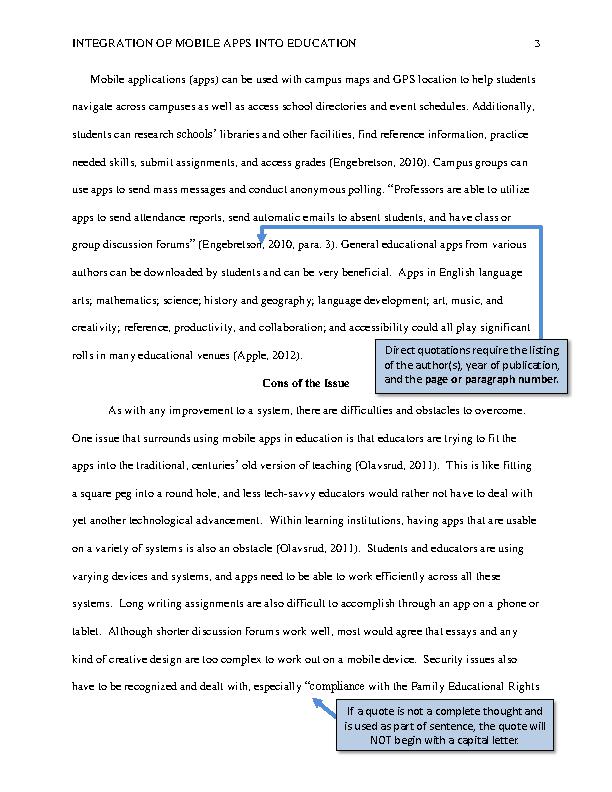 INTEGRATION OF MOBILE APPS INTO EDUCATION 3
Mobile applications (apps) can be used with campus maps and GPS location to help students
navigate across campuses as well as access school directories and event schedules. Additionally,
students can research schools’ libraries and other facilities, find reference information, practice
needed skills, submit assignments, and access grades (Engebretson, 2010). Campus groups can
use apps to send mass messages and conduct anonymous polling. “Professors are able to utilize
apps to send attendance reports, send automatic emails to absent students, and have class or
group discussion forums” (Engebretson, 2010, para. 3). General educational apps from various
authors can be downloaded by students and can be very beneficial.  Apps in English language
arts; mathematics; science; history and geography; language development; art, music, and
creativity; reference, productivity, and collaboration; and accessibility could all play significant
rolls in many educational venues (Apple, 2012).
Direct quotations require the listing
of the author(s), year of publication,
and the page or paragraph number.
Cons of the Issue
As with any improvement to a system, there are difficulties and obstacles to overcome.
One issue that surrounds using mobile apps in education is that educators are trying to fit the
apps into the traditional, centuries’ old version of teaching (Olavsrud, 2011).  This is like fitting
a square peg into a round hole, and less tech-savvy educators would rather not have to deal with
yet another technological advancement.  Within learning institutions, having apps that are usable
on a variety of systems is also an obstacle (Olavsrud, 2011).  Students and educators are using
varying devices and systems, and apps need to be able to work efficiently across all these
systems.  Long writing assignments are also difficult to accomplish through an app on a phone or
tablet.  Although shorter discussion forums work well, most would agree that essays and any
kind of creative design are too complex to work out on a mobile device.  Security issues also
have to be recognized and dealt with, especially “compliance with the Family Educational Rights
If a quote is not a complete thought and
is used as part of sentence, the quote will
NOT begin with a capital letter.